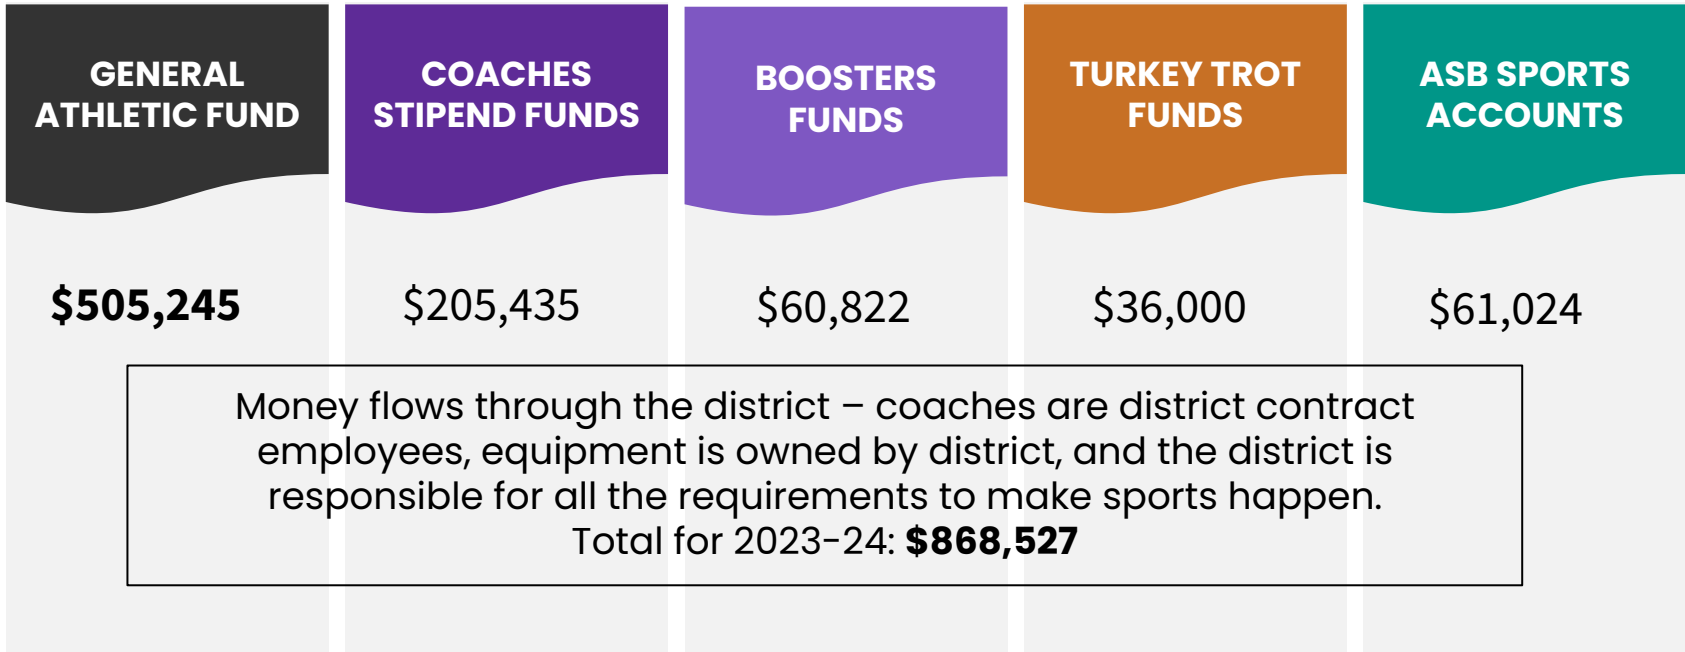 GENERAL
ATHLETIC FUND
COACHES
STIPEND FUNDS
BOOSTERS
FUNDS
TURKEY TROT
FUNDS
ASB SPORTS
ACCOUNTS
$505,245
$205,435
$60,822
$36,000
$61,024
Money flows through the district – coaches are district contract
employees, equipment is owned by district, and the district is
responsible for all the requirements to make sports happen.
Total for 2023-24: $868,527